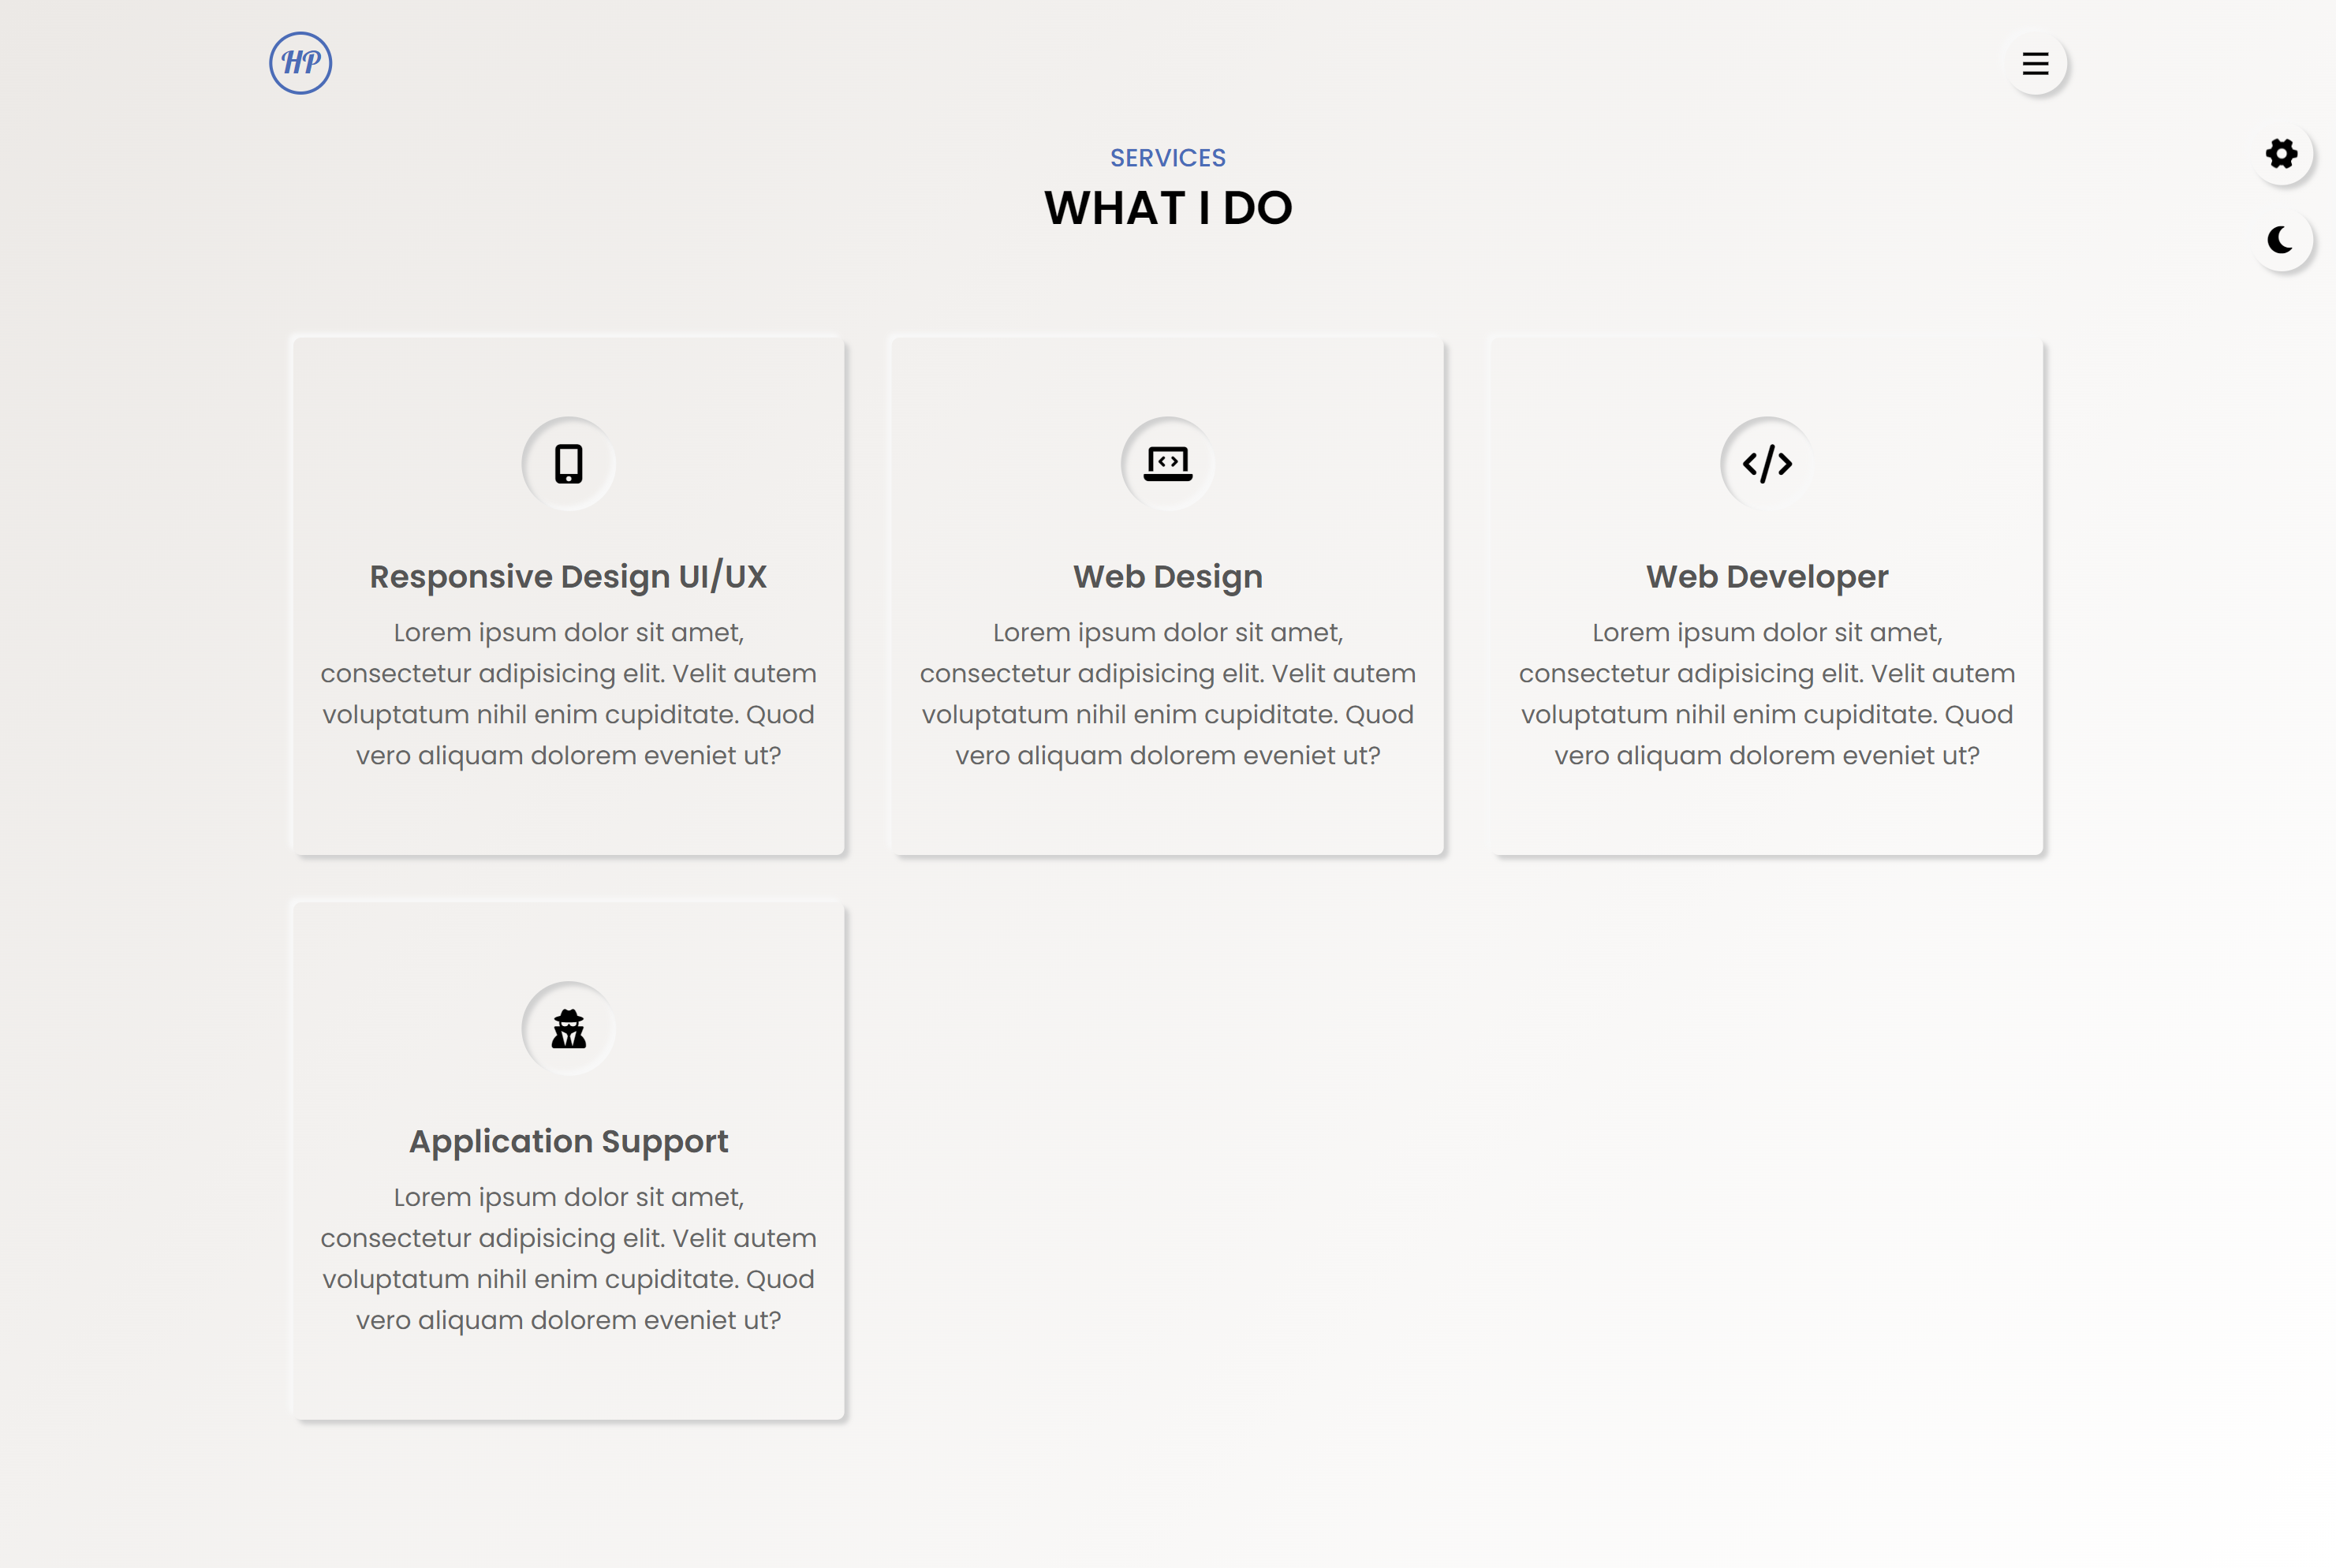 HP
SERVICES
WHAT I DO
Responsive Design UI/UX
Lorem ipsum dolor sit amet,
consectetur adipisicing elit. Velit autem
voluptatum nihil enim cupiditate. Quod
vero aliquam dolorem eveniet ut?
Web Design
Lorem ipsum dolor sit amet,
consectetur adipisicing elit. Velit autem
voluptatum nihil enim cupiditate. Quod
vero aliquam dolorem eveniet ut?
Web Developer
Lorem ipsum dolor sit amet,
consectetur adipisicing elit. Velit autem
voluptatum nihil enim cupiditate. Quod
vero aliquam dolorem eveniet ut?
Application Support
Lorem ipsum dolor sit amet,
consectetur adipisicing elit. Velit autem
voluptatum nihil enim cupiditate. Quod
vero aliquam dolorem eveniet ut?